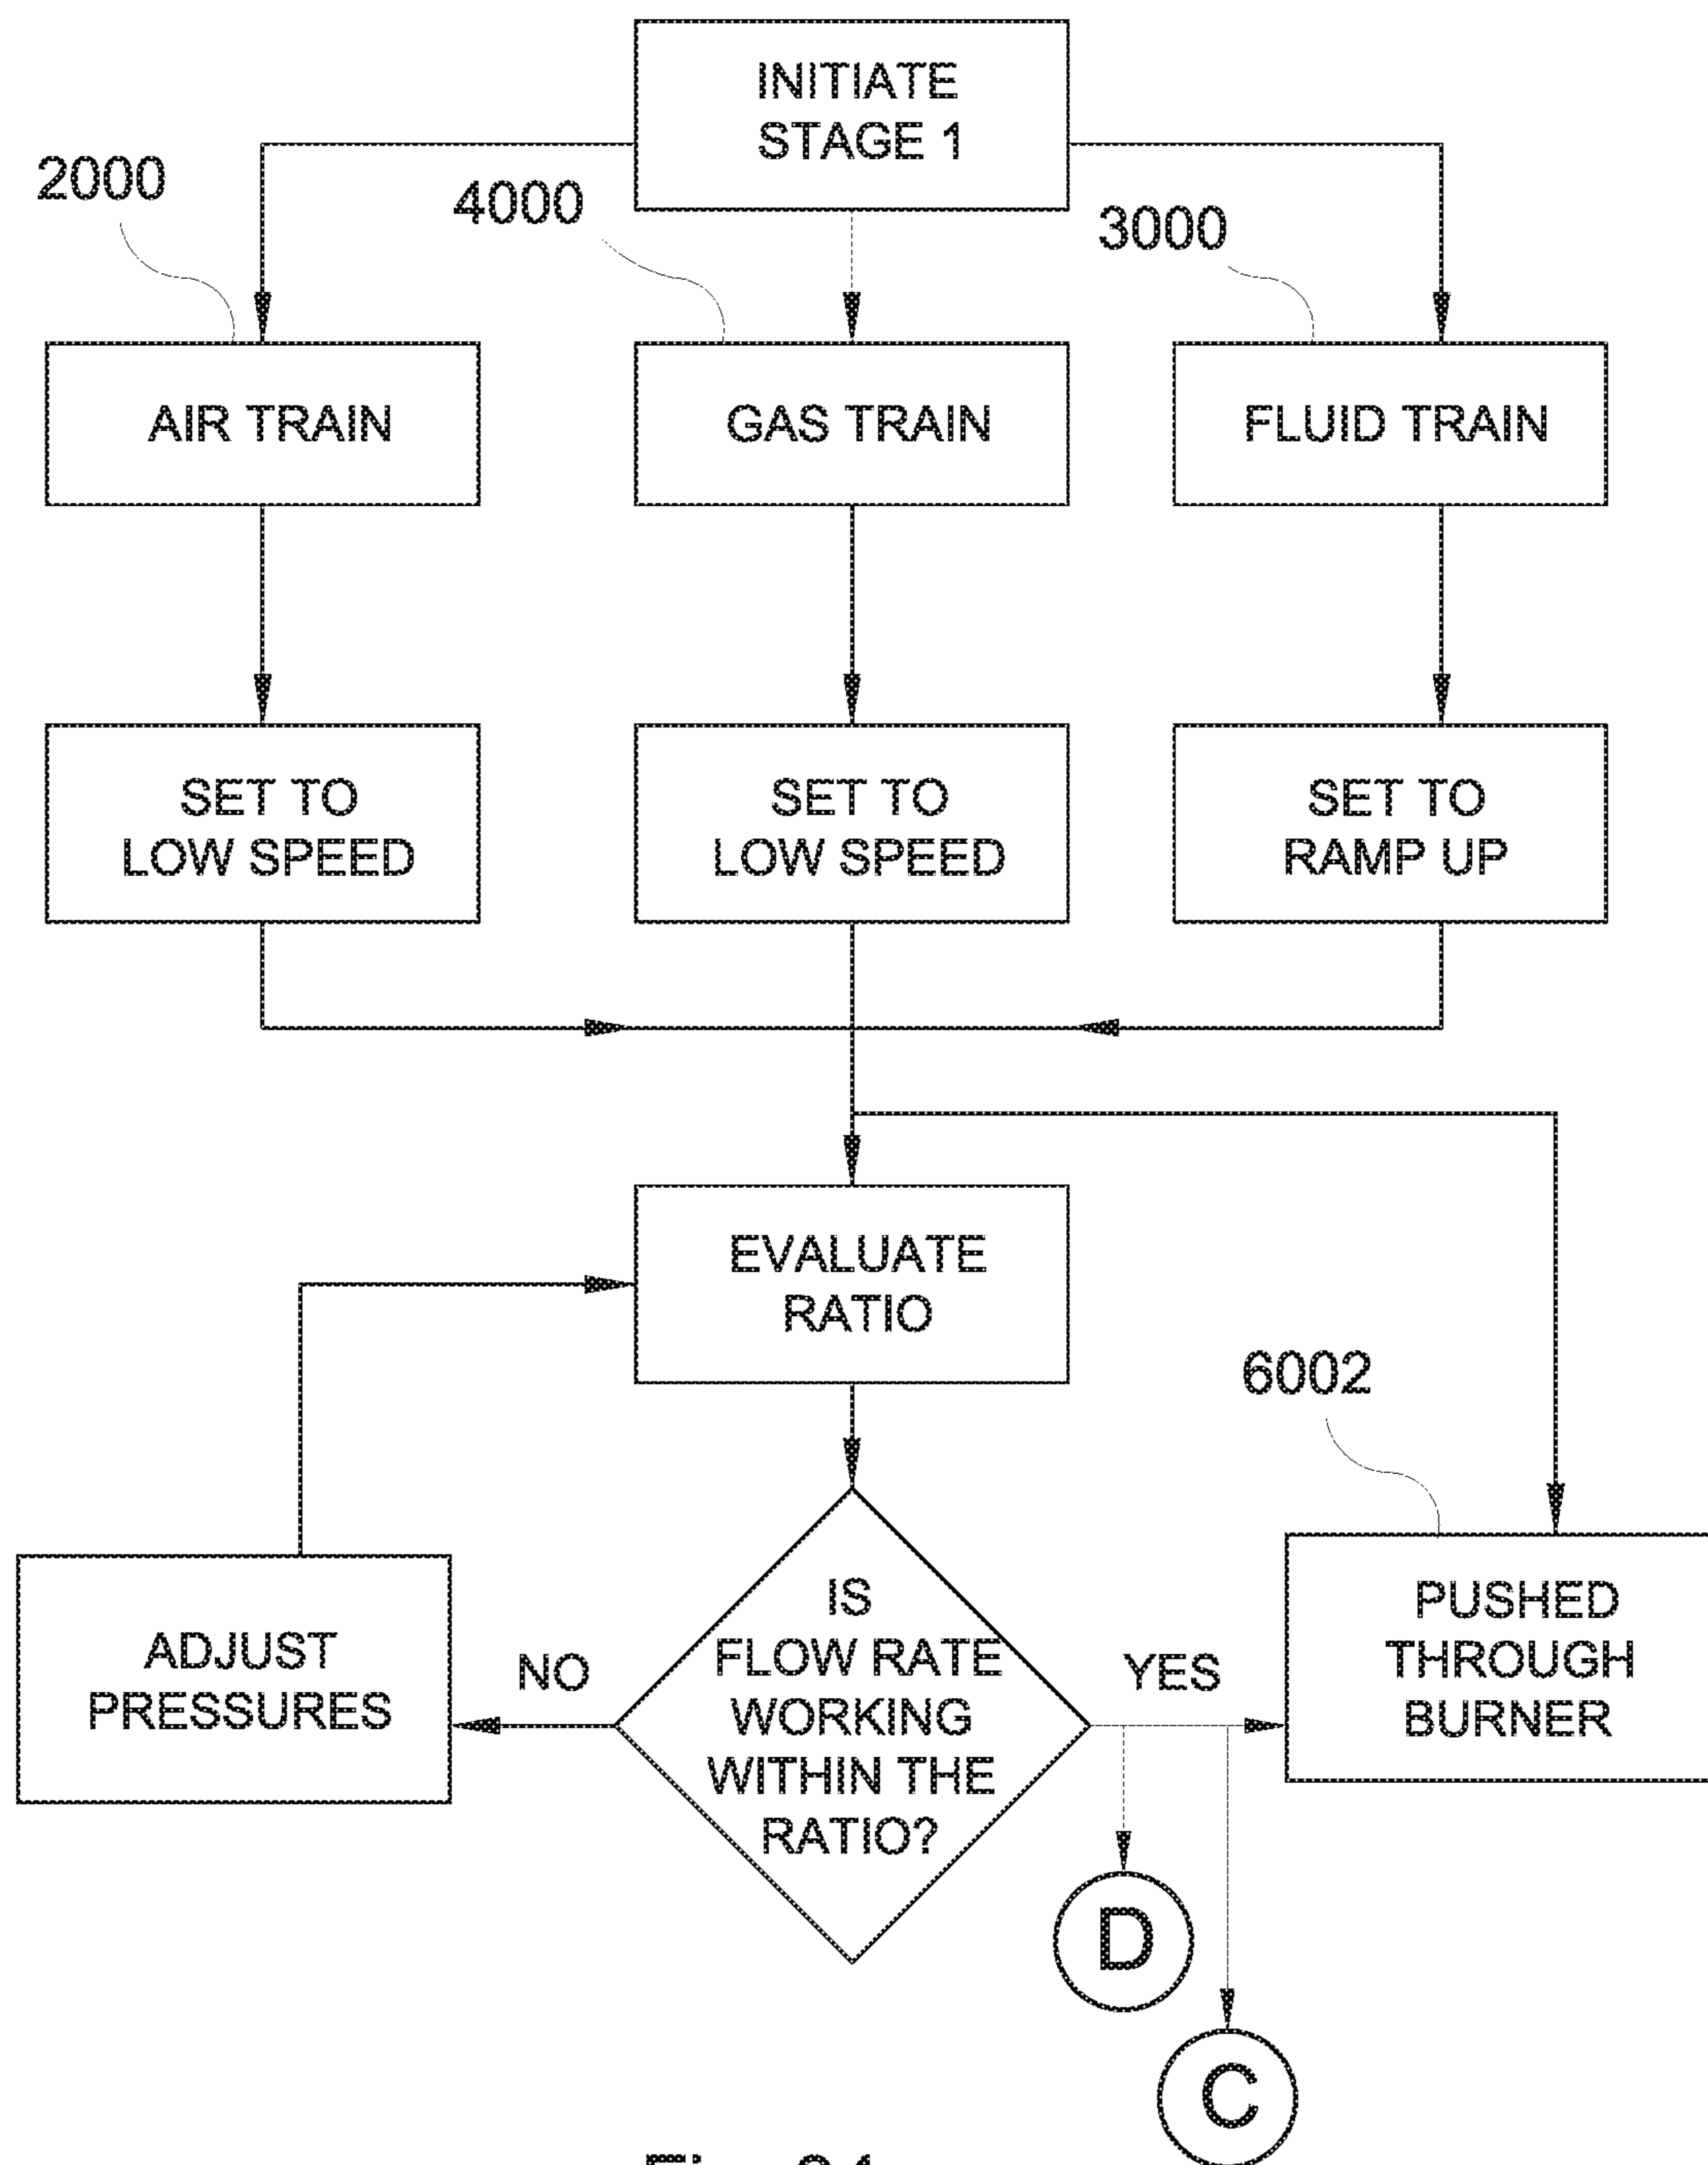 INITIATE
STAGE 1
2000
4000
3000
AIR TRAIN
GAS TRAIN
FLUID TRAIN
SET TO
LOW SPEED
SET TO
LOW SPEED
SET TO
RAMP UP
EVALUATE
RATIO
6002
ADJUST
PRESSURES
NO
IS
FLOW RATE
WORKING
WITHIN THE
RATIO?
YES
PUSHED
THROUGH
BURNER
D
C